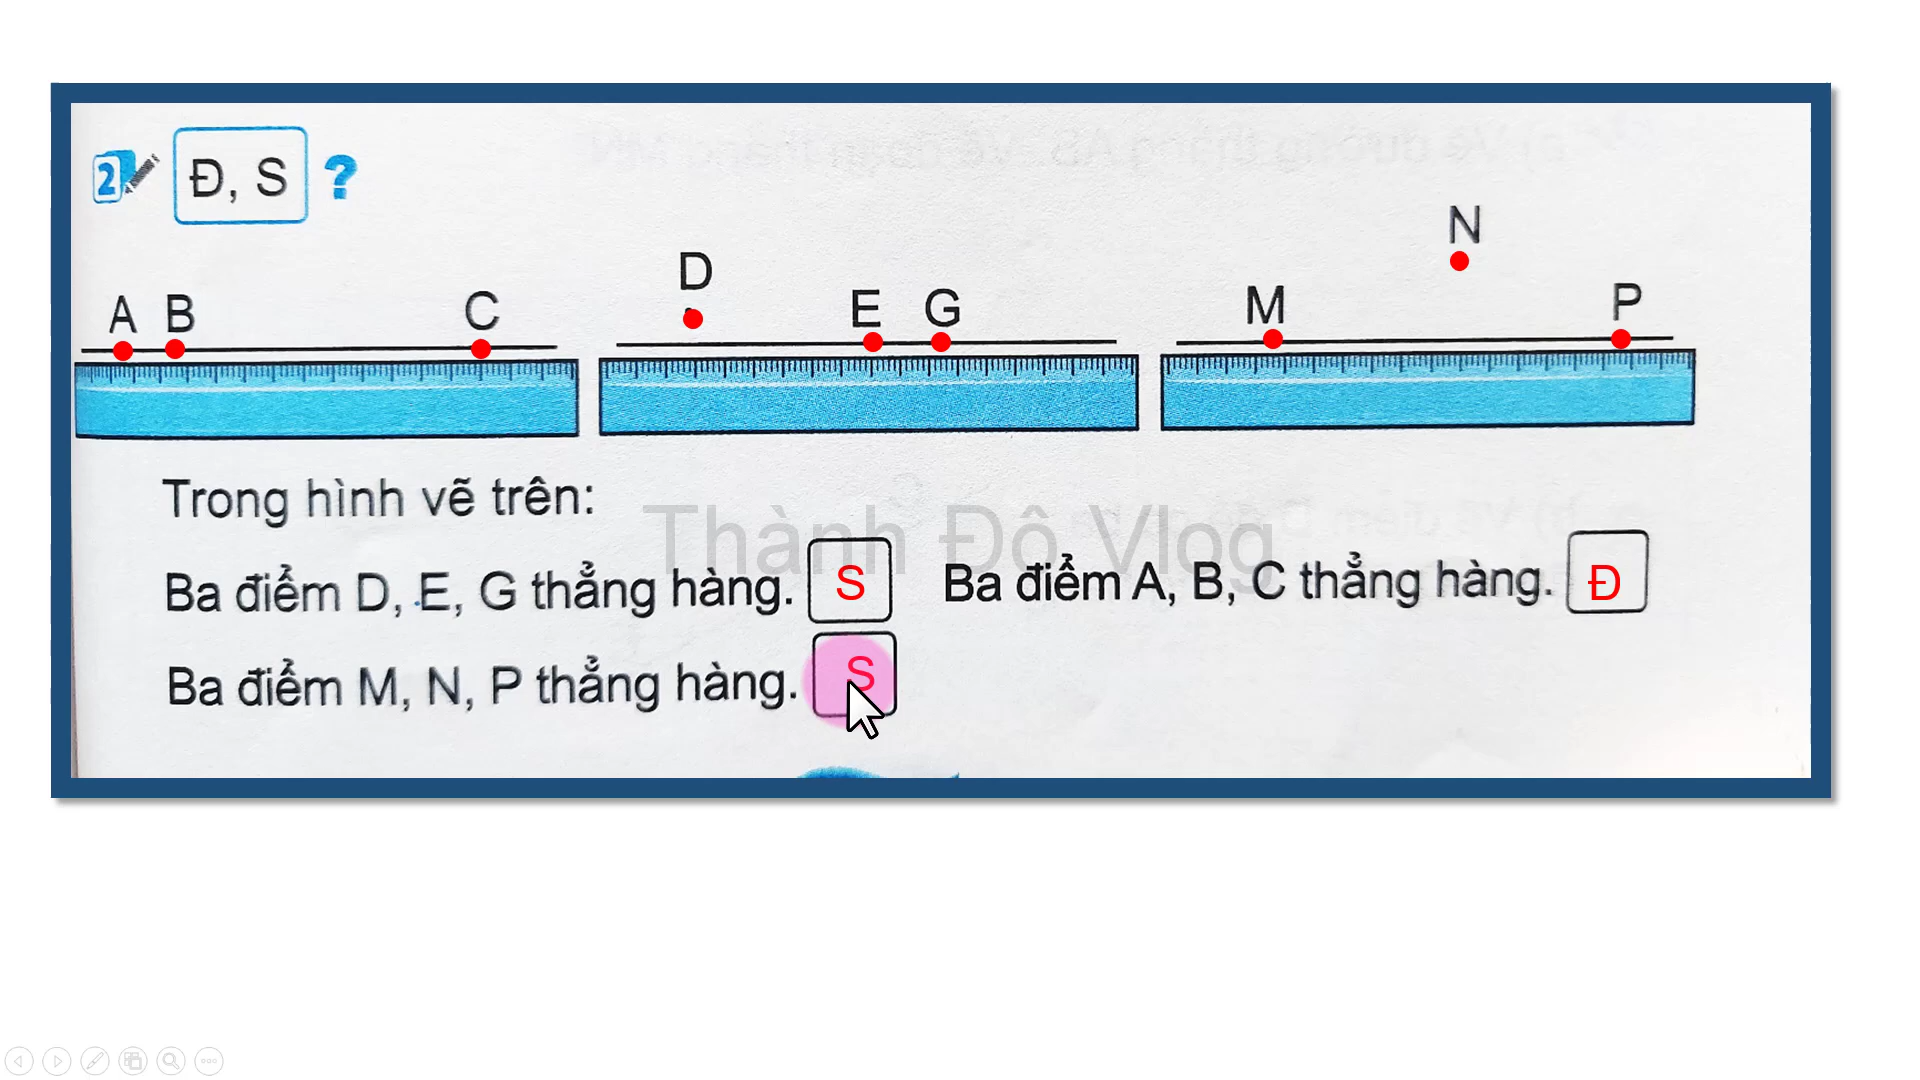 2 Đ, S ?
A B C
D E G
M N P
Trong hình vẽ trên:
Thành Đô Vlog
Ba điểm D, E, G thẳng hàng. S Ba điểm A, B, C thẳng hàng. Đ
Ba điểm M, N, P thẳng hàng. S